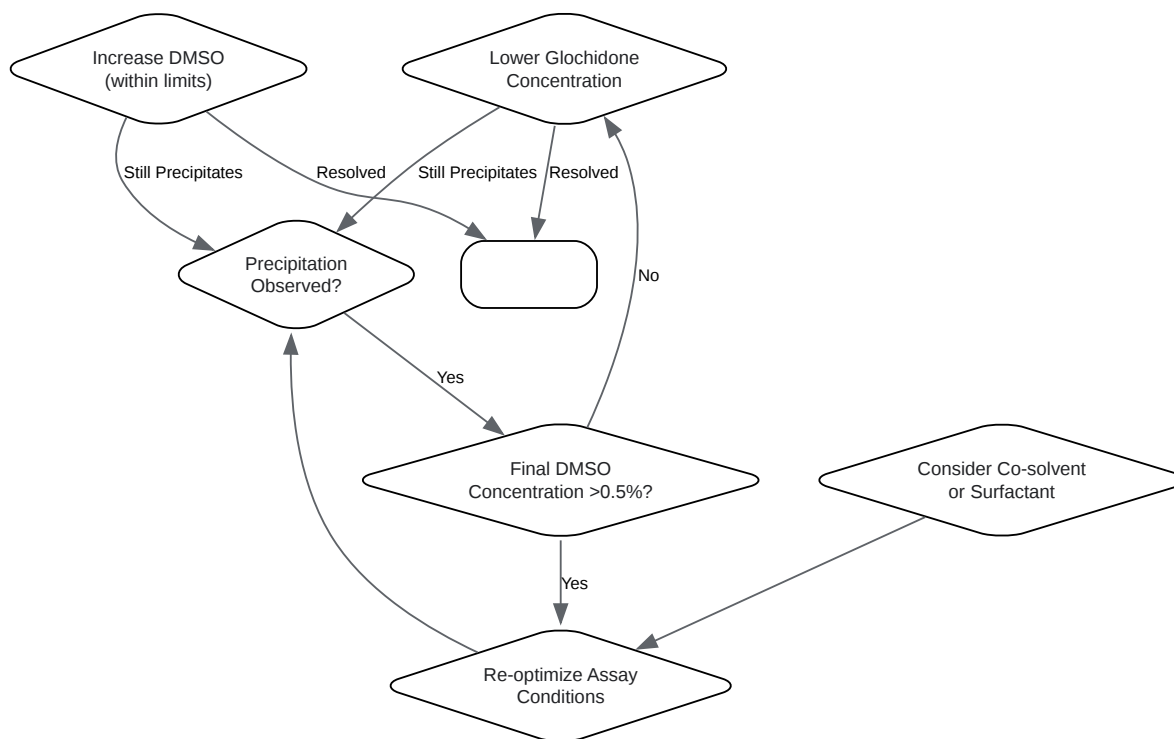 Increase DMSO
(within limits)
Lower Glochidone
Concentration
Still Precipitates
Resolved
Still Precipitates
Resolved
Precipitation
Observed?
No
Yes
Final DMSO
Concentration >0.5%?
Consider Co-solvent
or Surfactant
Yes
Re-optimize Assay
Conditions